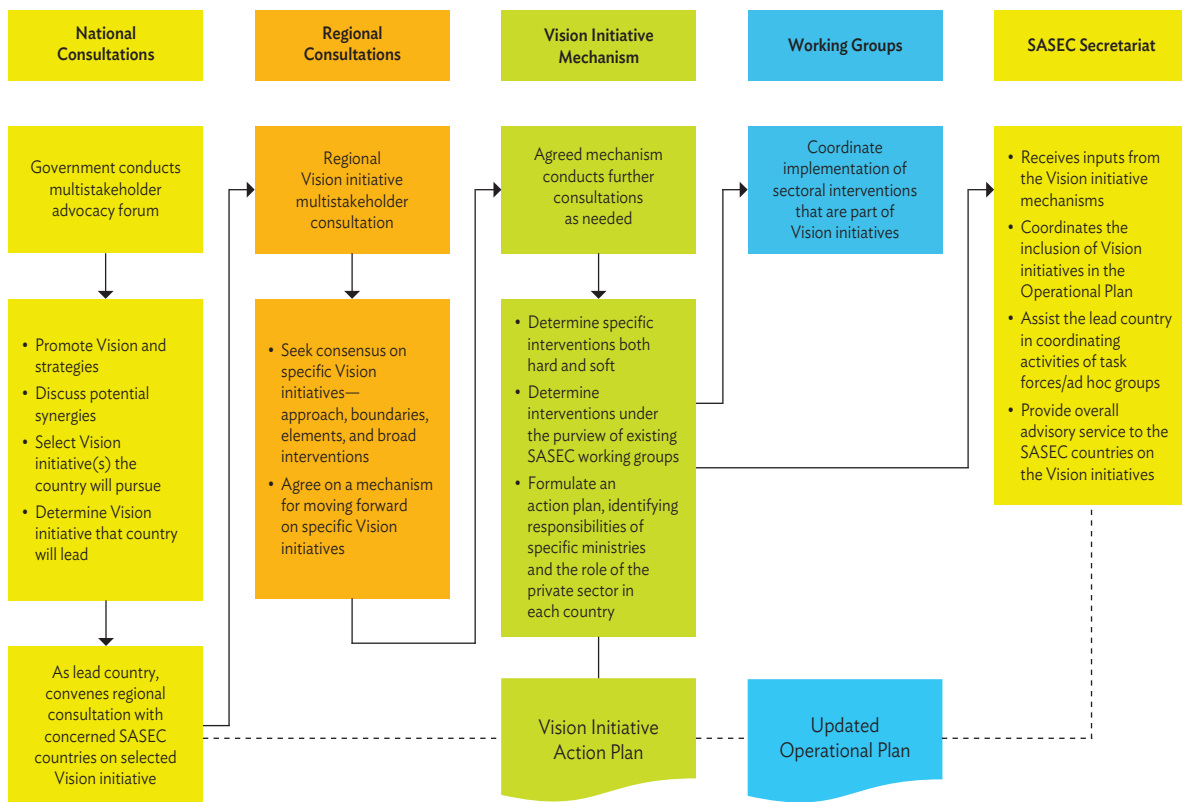 National
Consultations
Regional
Consultations
Vision Initiative
Mechanism
Working Groups
SASEC Secretariat
Government conducts
multistakeholder
advocacy forum
• Promote Vision and
strategies
• Discuss potential
synergies
• Select Vision
initiative(s) the
country will pursue
• Determine Vision
initiative that country
will lead
As lead country,
convenes regional
consultation with
concerned SASEC
countries on selected
Vision initiative
Regional
Vision initiative
multistakeholder
consultation
• Seek consensus on
specific Vision
initiatives—
approach, boundaries,
elements, and broad
interventions
• Agree on a mechanism
for moving forward
on specific Vision
initiatives
Agreed mechanism
conducts further
consultations
as needed
• Determine specific
interventions both
hard and soft
• Determine
interventions under
the purview of existing
SASEC working groups
• Formulate an
action plan, identifying
responsibilities of
specific ministries
and the role of the
private sector in
each country
Vision Initiative
Action Plan
Coordinate
implementation of
sectoral interventions
that are part of
Vision initiatives
Updated
Operational Plan
• Receives inputs from
the Vision initiative
mechanisms
• Coordinates the
inclusion of Vision
initiatives in the
Operational Plan
• Assist the lead country
in coordinating
activities of task
forces/ad hoc groups
• Provide overall
advisory service to the
SASEC countries on
the Vision initiatives